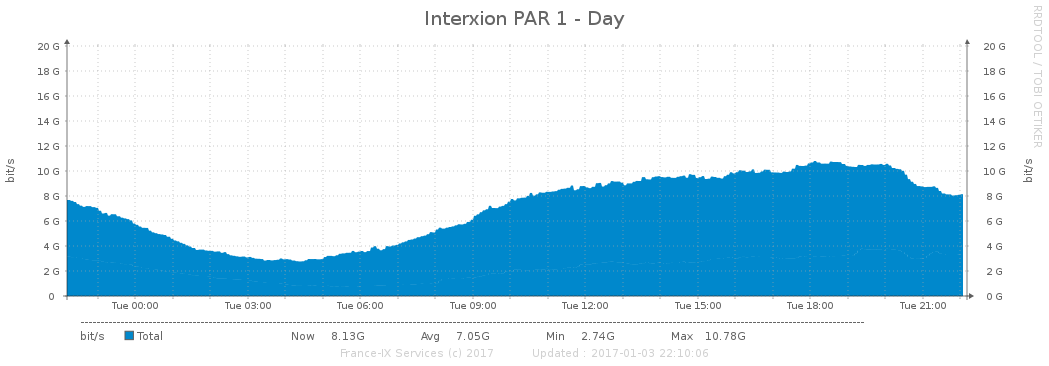 Interxion PAR 1 - Day
RRDTOOL / TOBI OETIKER
bit/s
bit/s
20 G 20 G
18 G 18 G
16 G 16 G
14 G 14 G
12 G 12 G
10 G 10 G
8 G 8 G
6 G 6 G
4 G 4 G
2 G 2 G
0 0 G
Tue 00:00 Tue 03:00 Tue 06:00 Tue 09:00 Tue 12:00 Tue 15:00 Tue 18:00 Tue 21:00
bit/s Total Now 8.13G Avg 7.05G Min 2.74G Max 10.78G
France-IX Services (c) 2017 Updated : 2017-01-03 22:10:06